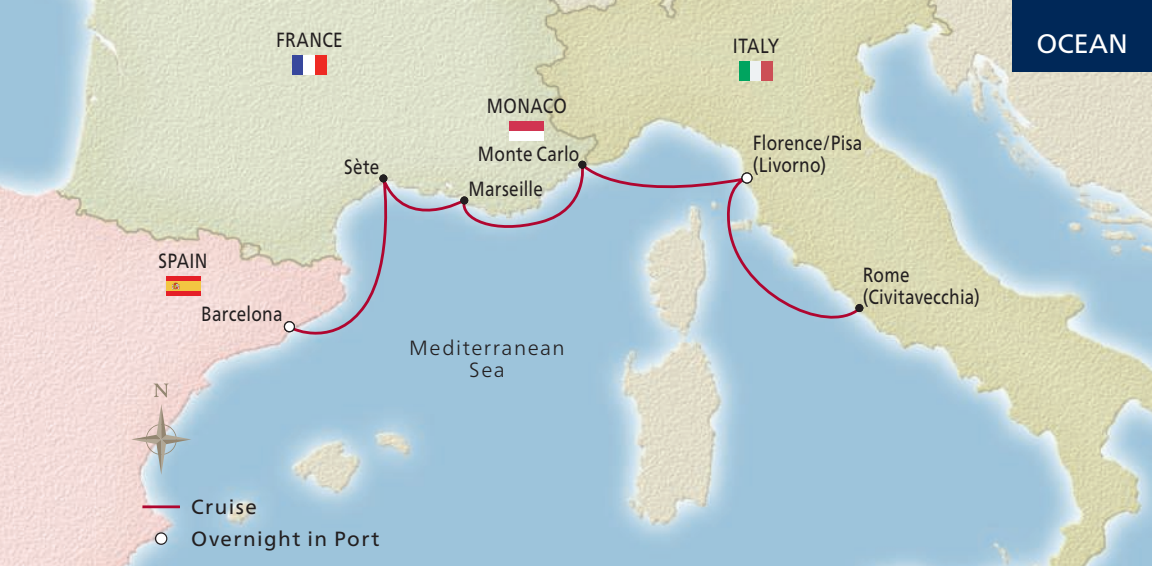 OCEAN
FRANCE
ITALY
MONACO
Monte Carlo
Florence/Pisa
(Livorno)
Sète
Marseille
SPAIN
Rome
(Civitavecchia)
Barcelona
Mediterranean
Sea
N
Cruise
Overnight in Port